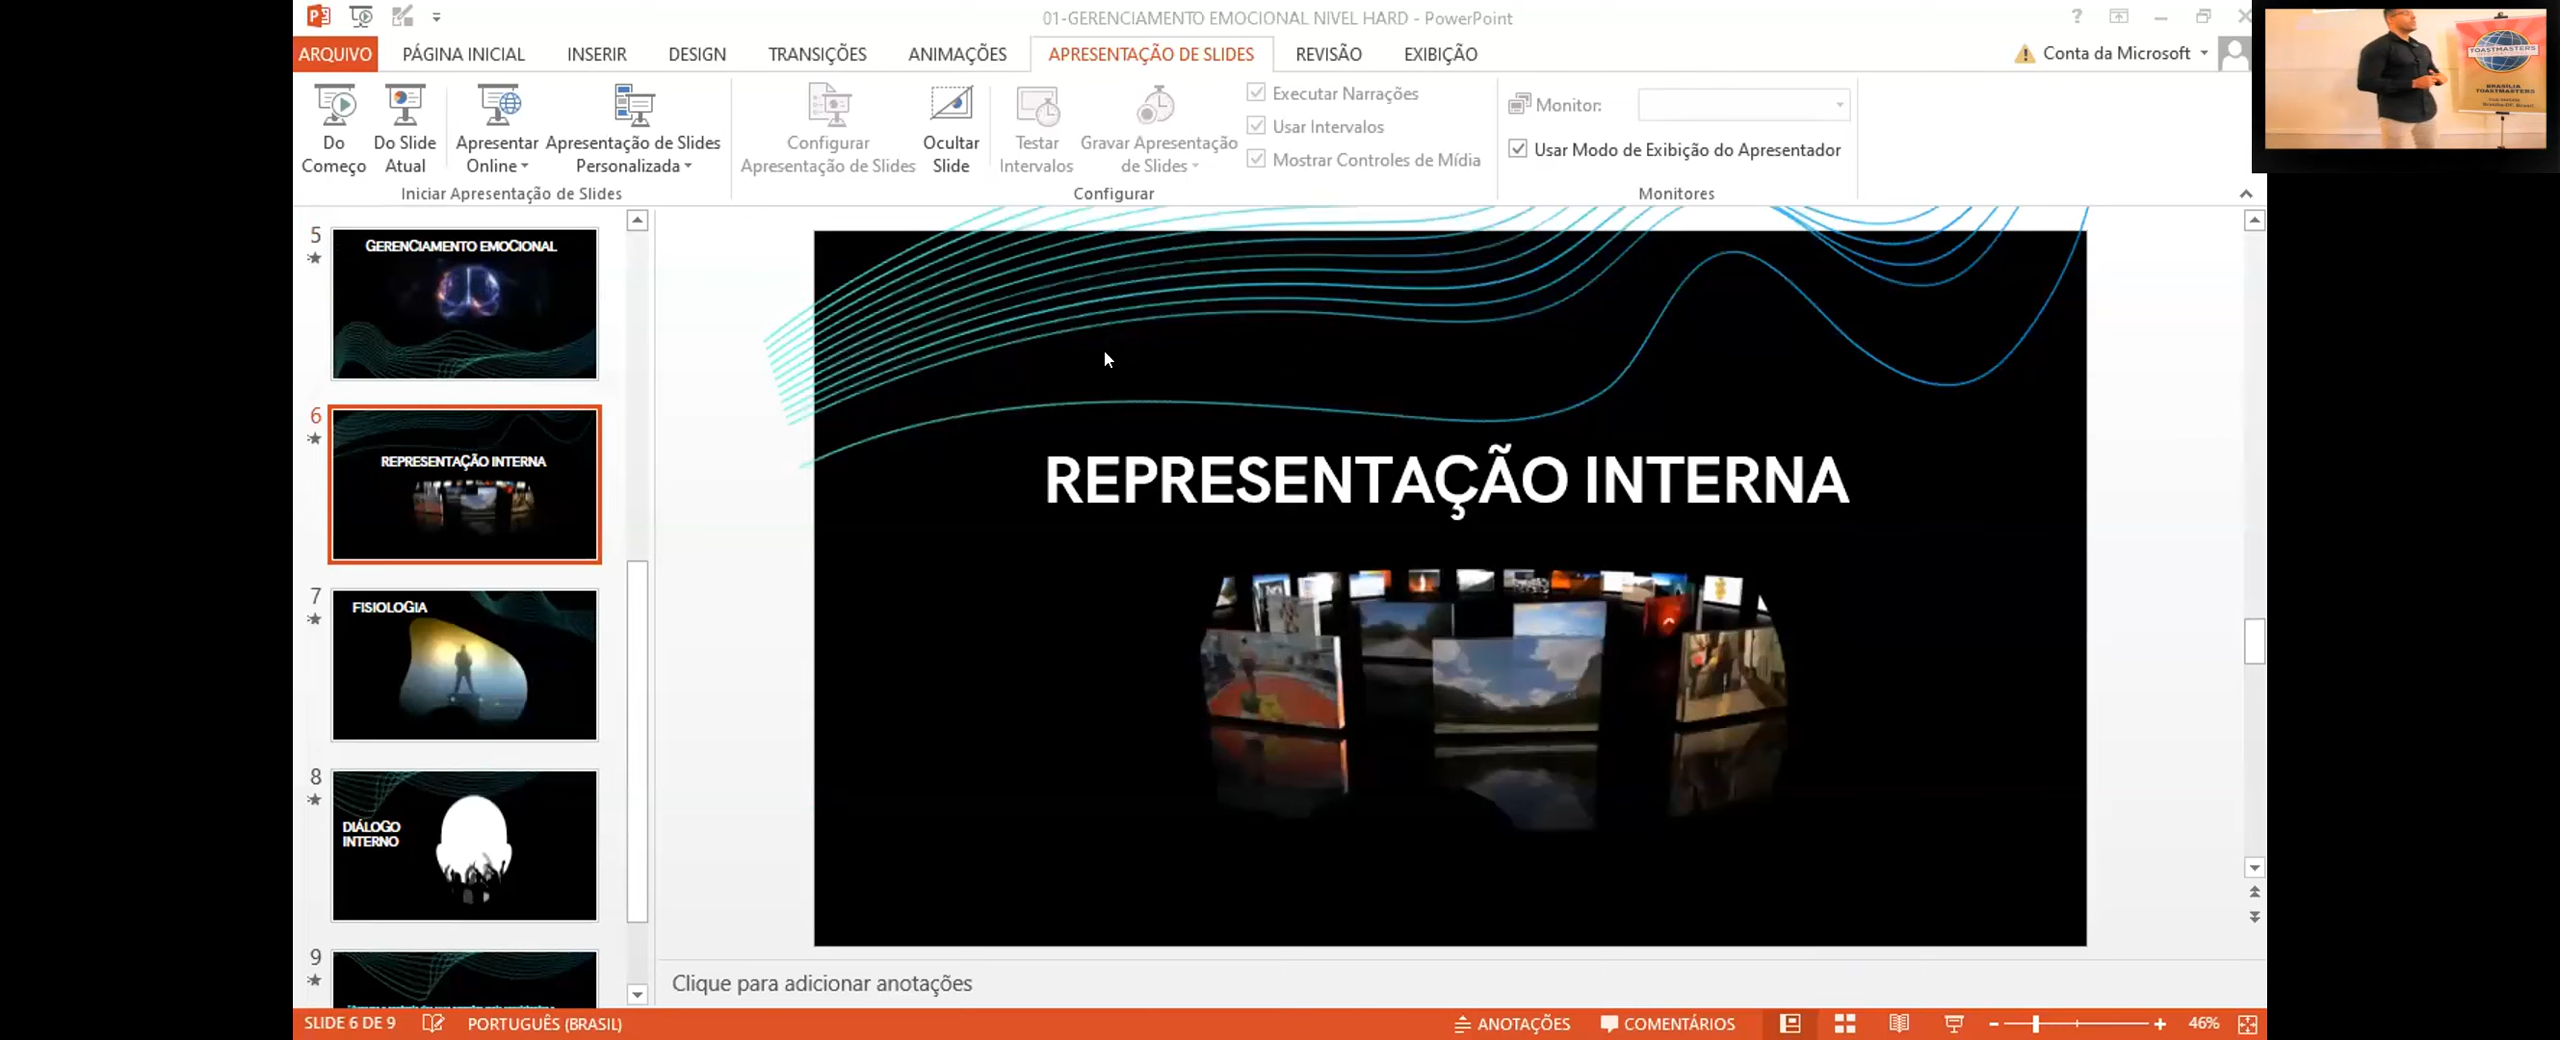 01-GERENCIAMENTO EMOCIONAL NIVEL HARD - PowerPoint
ARQUIVO PÁGINA INICIAL INSERIR DESIGN TRANSIÇÕES ANIMAÇÕES APRESENTAÇÃO DE SLIDES REVISÃO EXIBIÇÃO Conta da Microsoft
Do Começo
Do Slide Atual
Apresentar Online
Apresentação de Slides Personalizada
Iniciar Apresentação de Slides
Configurar Apresentação de Slides
Ocultar Slide
Testar Intervalos
Gravar Apresentação de Slides
Executar Narrações
Usar Intervalos
Mostrar Controles de Mídia
Configurar
Monitor:
Usar Modo de Exibição do Apresentador
Monitores
TOASTMASTERS
BRASÍLIA
TOASTMASTERS
5
GERENCIAMENTO EMOCIONAL
6
REPRESENTAÇÃO INTERNA
7
FISIOLOGIA
8
DIÁLOGO
INTERNO
9
REPRESENTAÇÃO INTERNA
Clique para adicionar anotações
SLIDE 6 DE 9 PORTUGUÊS (BRASIL) ANOTAÇÕES COMENTÁRIOS 46%